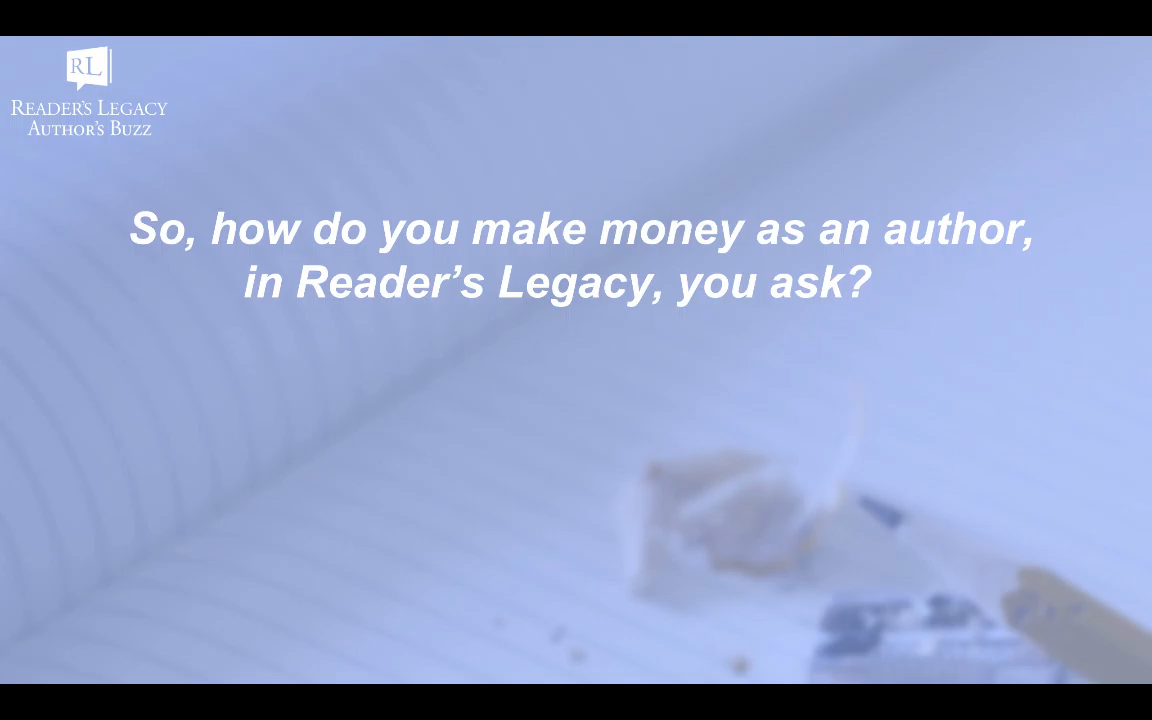 RL
READER'S LEGACY
AUTHOR'S BUZZ
So, how do you make money as an author,
in Reader’s Legacy, you ask?